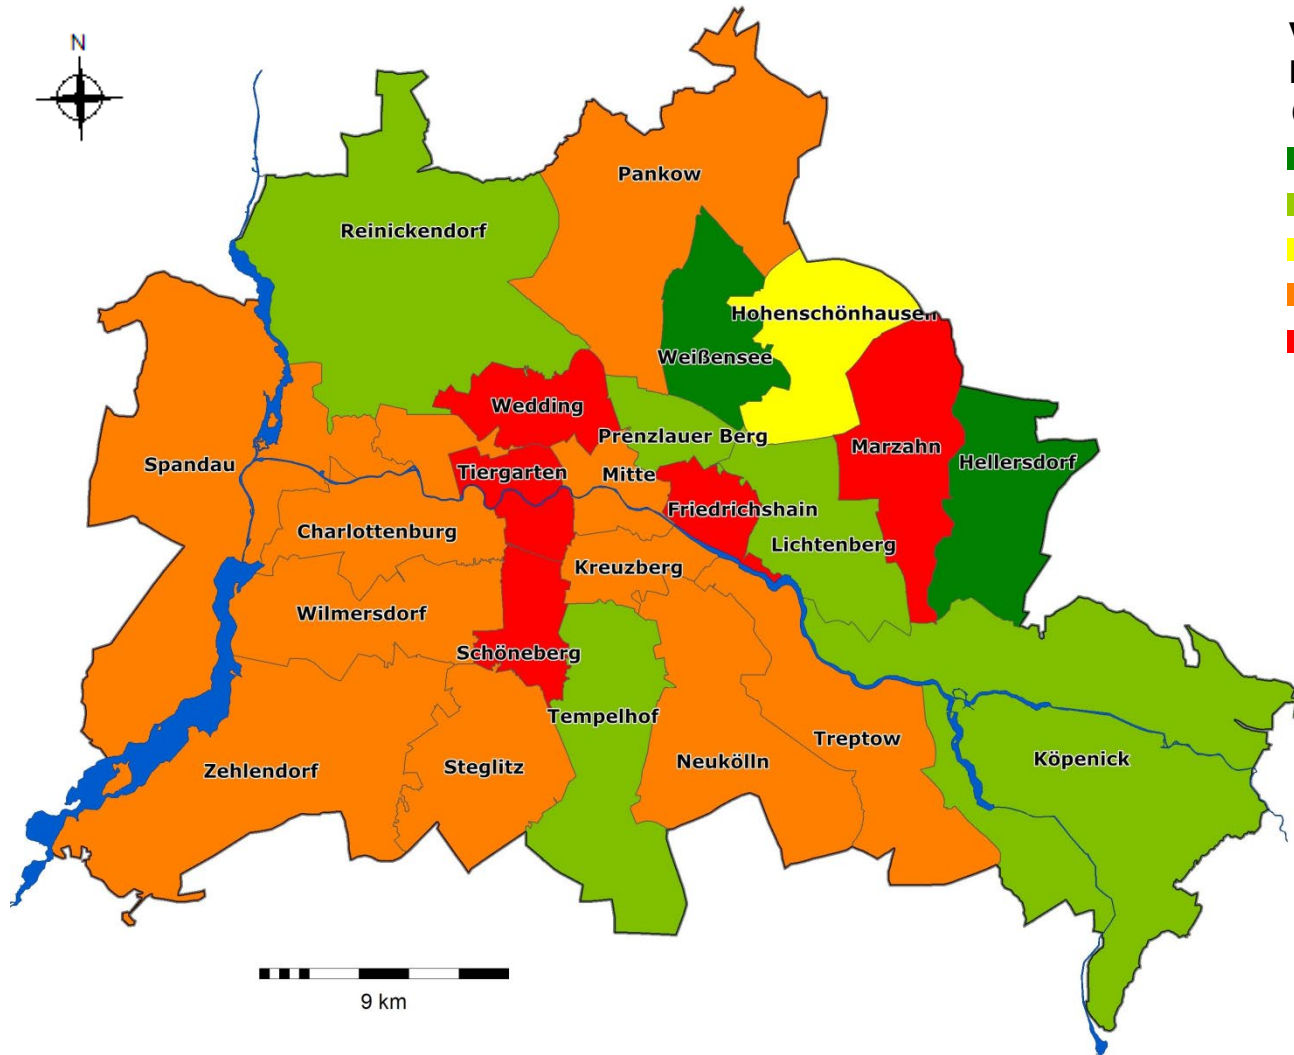 N
Pankow
Reinickendorf
Hohenschönhausen
Weißensee
Wedding
Prenzlauer Berg
Marzahn
Hellersdorf
Spandau
Tiergarten
Mitte
Friedrichshain
Charlottenburg
Lichtenberg
Kreuzberg
Wilmersdorf
Schöneberg
Tempelhof
Treptow
Köpenick
Neukölln
Steglitz
Zehlendorf
9 km